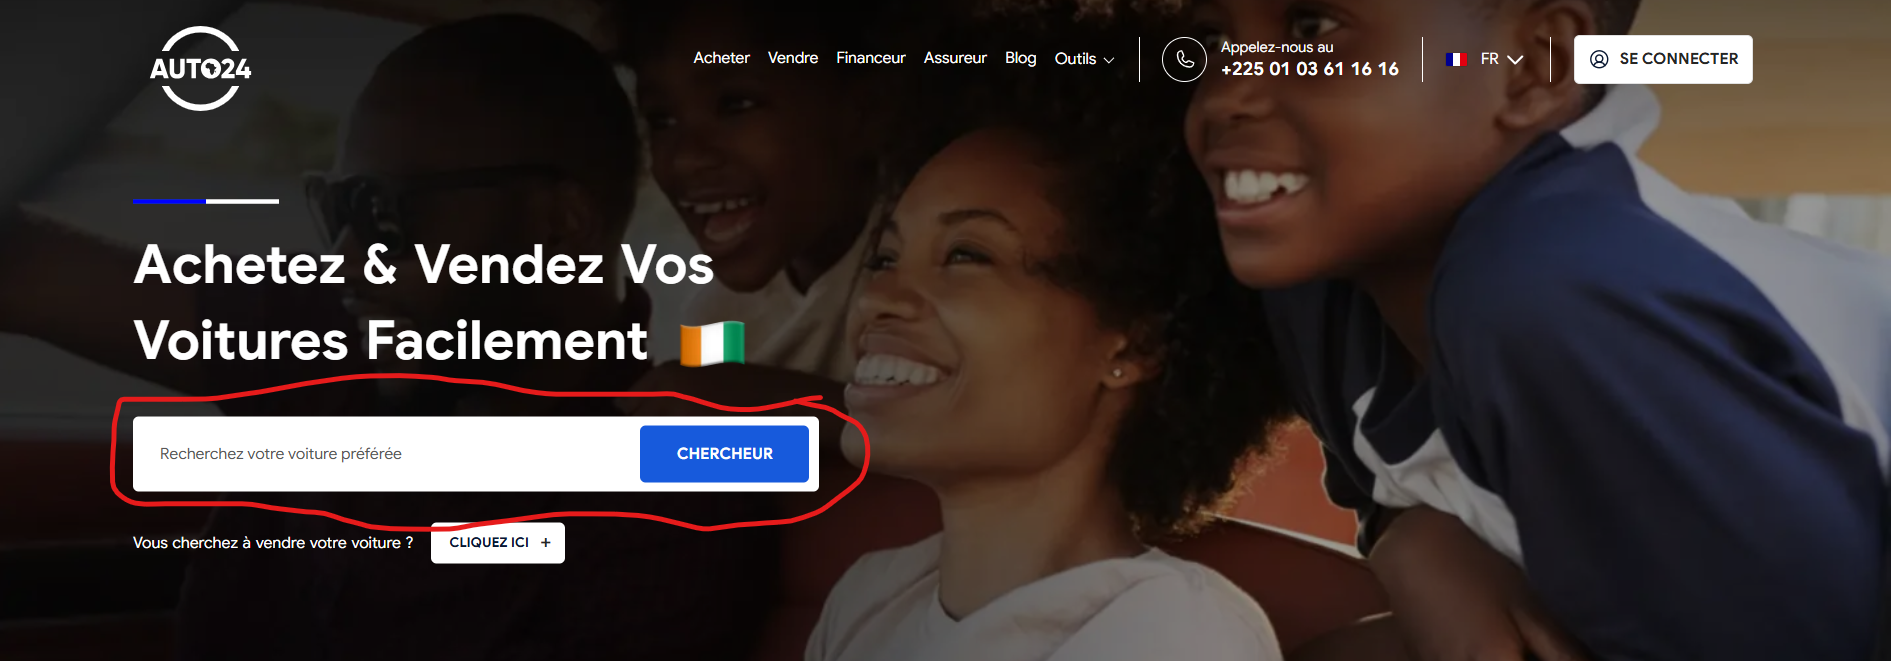 AUTO24
Acheter Vendre Financeur Assureur Blog Outils
Appelez-nous au
+225 01 03 61 16 16
FR
SE CONNECTER
Achetez & Vendez Vos
Voitures Facilement
Recherchez votre voiture préférée
CHERCHEUR
Vous cherchez à vendre votre voiture ?
CLIQUEZ ICI +